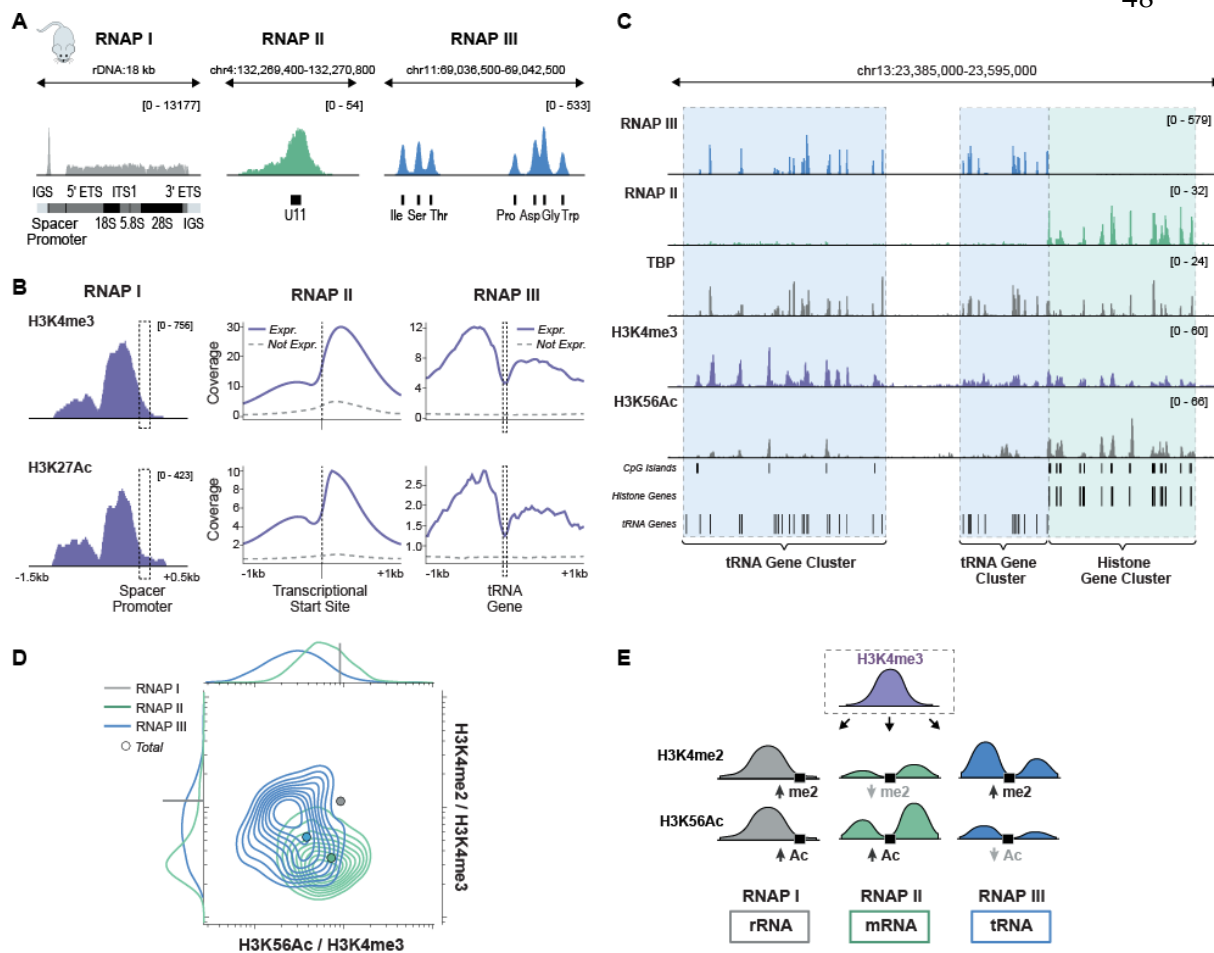 48
A
RNAP I
RNAP II
RNAP III
rDNA:18 kb
chr4:132,269,400-132,270,800
chr11:69,036,500-69,042,500
[0 - 13177]
[0 - 54]
[0 - 533]
IGS 5' ETS ITS1 3' ETS
Spacer Promoter 18S 5.8S 28S IGS
U11
Ile Ser Thr Pro Asp Gly Trp
B
RNAP I
RNAP II
RNAP III
H3K4me3
[0 - 756]
Coverage
30
20
10
0
Expr.
Not Expr.
Coverage
12
8
4
0
Expr.
Not Expr.
H3K27Ac
[0 - 423]
-1.5kb +0.5kb
Spacer
Promoter
Coverage
10
8
6
4
2
-1kb +1kb
Transcriptional
Start Site
Coverage
2.5
2.0
1.5
1.0
-1kb +1kb
tRNA
Gene
C
chr13:23,385,000-23,595,000
RNAP III
[0 - 579]
RNAP II
[0 - 32]
TBP
[0 - 24]
H3K4me3
[0 - 60]
H3K56Ac
[0 - 66]
CpG Islands
Histone Genes
tRNA Genes
tRNA Gene Cluster
tRNA Gene
Cluster
Histone
Gene Cluster
D
RNAP I
RNAP II
RNAP III
Total
H3K4me2 / H3K4me3
H3K56Ac / H3K4me3
E
H3K4me3
H3K4me2
me2
me2
me2
H3K56Ac
Ac
Ac
Ac
RNAP I RNAP II RNAP III
rRNA mRNA tRNA